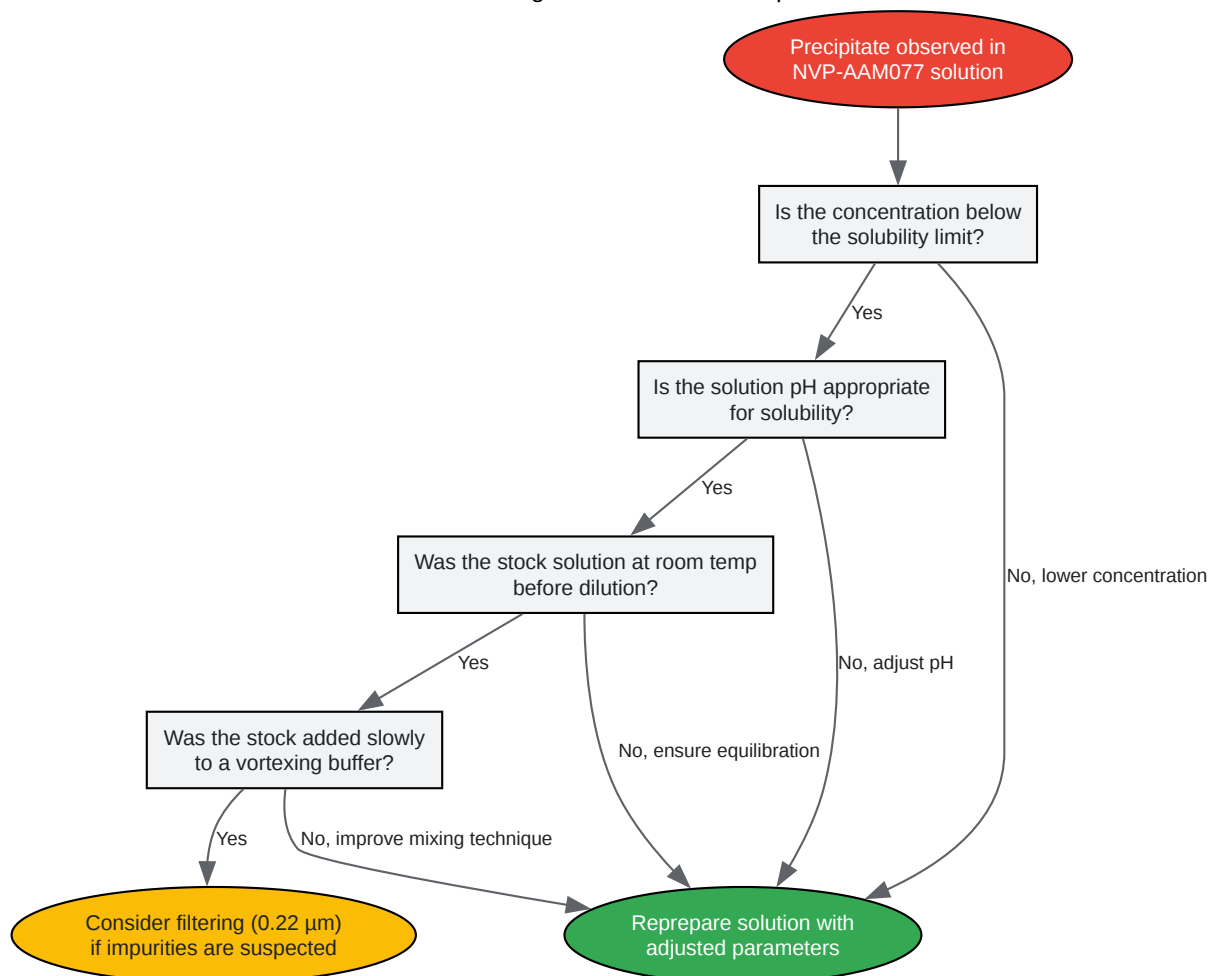 Precipitate observed in
NVP-AAM077 solution
Is the concentration below
the solubility limit?
Yes
Is the solution pH appropriate
for solubility?
Yes
Was the stock solution at room temp
before dilution?
No, lower concentration
Yes
No, adjust pH
Was the stock added slowly
to a vortexing buffer?
No, ensure equilibration
Yes
No, improve mixing technique
Consider filtering (0.22 µm)
if impurities are suspected
Reprepare solution with
adjusted parameters